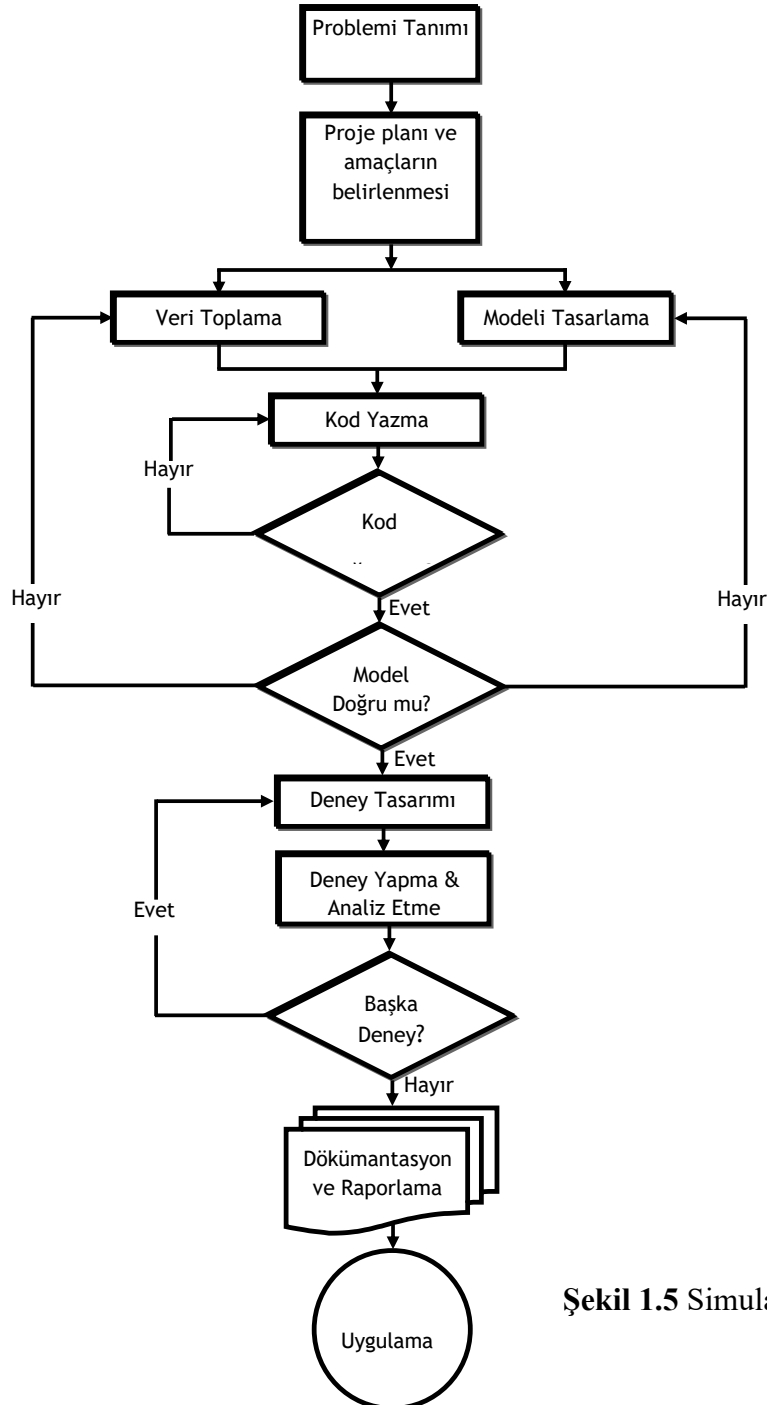 Problemi Tanımı
Proje planı ve
amaçların
belirlenmesi
Veri Toplama
Modeli Tasarlama
Kod Yazma
Hayır
Kod
Hayır
Hayır
Evet
Model
Doğru mu?
Evet
Deney Tasarımı
Deney Yapma &
Analiz Etme
Evet
Başka
Deney?
Hayır
Dökümantasyon
ve Raporlama
Şekil 1.5
Uygulama